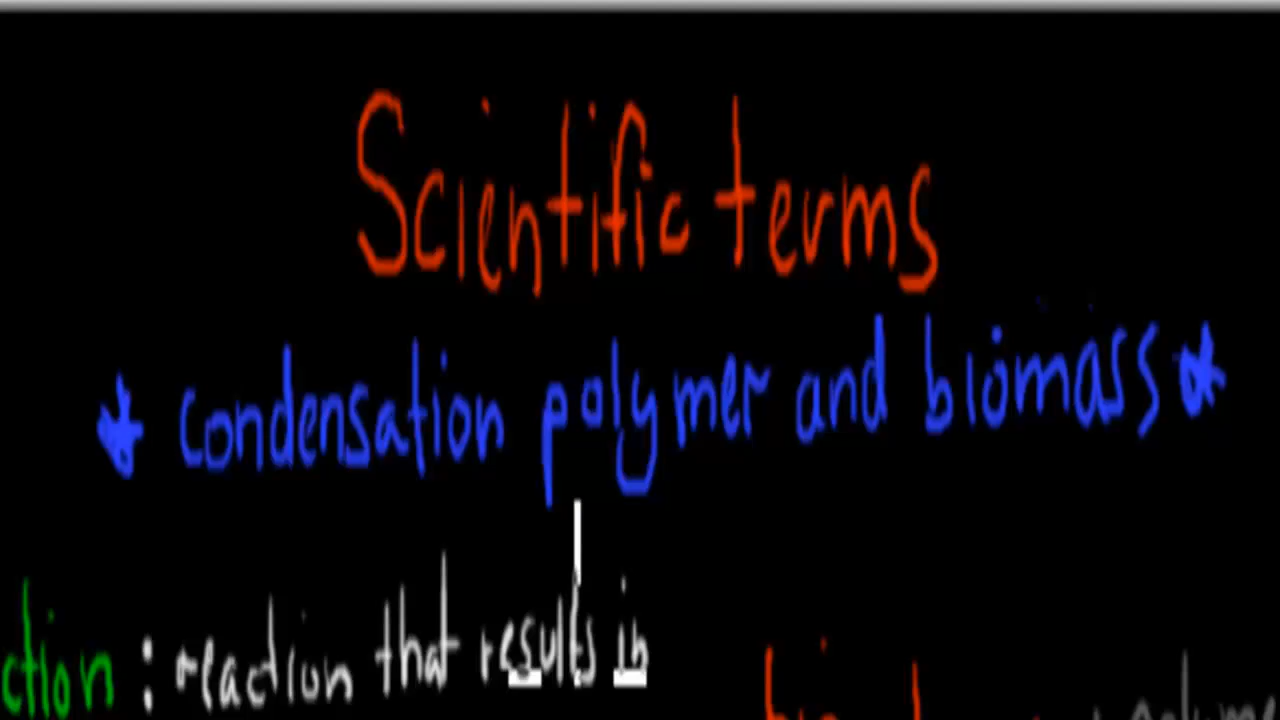 Scientific terms
* condensation polymer and biomass *
ction : reaction that results in